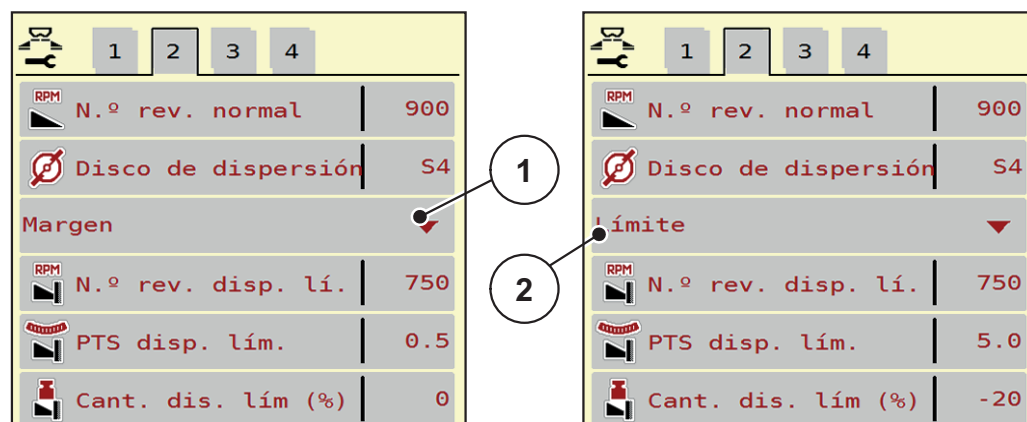 1 2 3 4
RPM N.º rev. normal 900
Disco de dispersión S4
Margen
RPM N.º rev. disp. lí. 750
PTS disp. lím. 0.5
Cant. dis. lím (%) 0
1
2
1 2 3 4
RPM N.º rev. normal 900
Disco de dispersión S4
Límite
RPM N.º rev. disp. lí. 750
PTS disp. lím. 5.0
Cant. dis. lím (%) -20